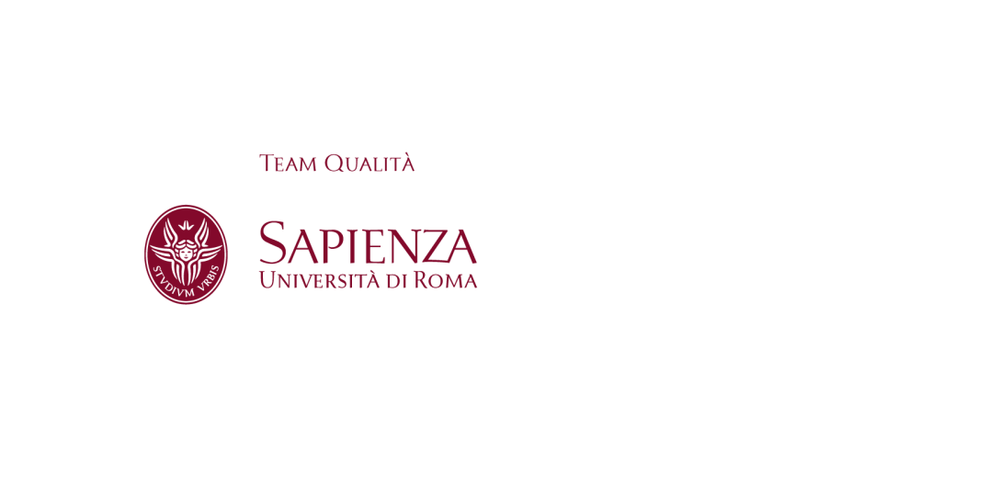 Team Qualità
Sapienza
Università di Roma
STVDIVM VRBIS